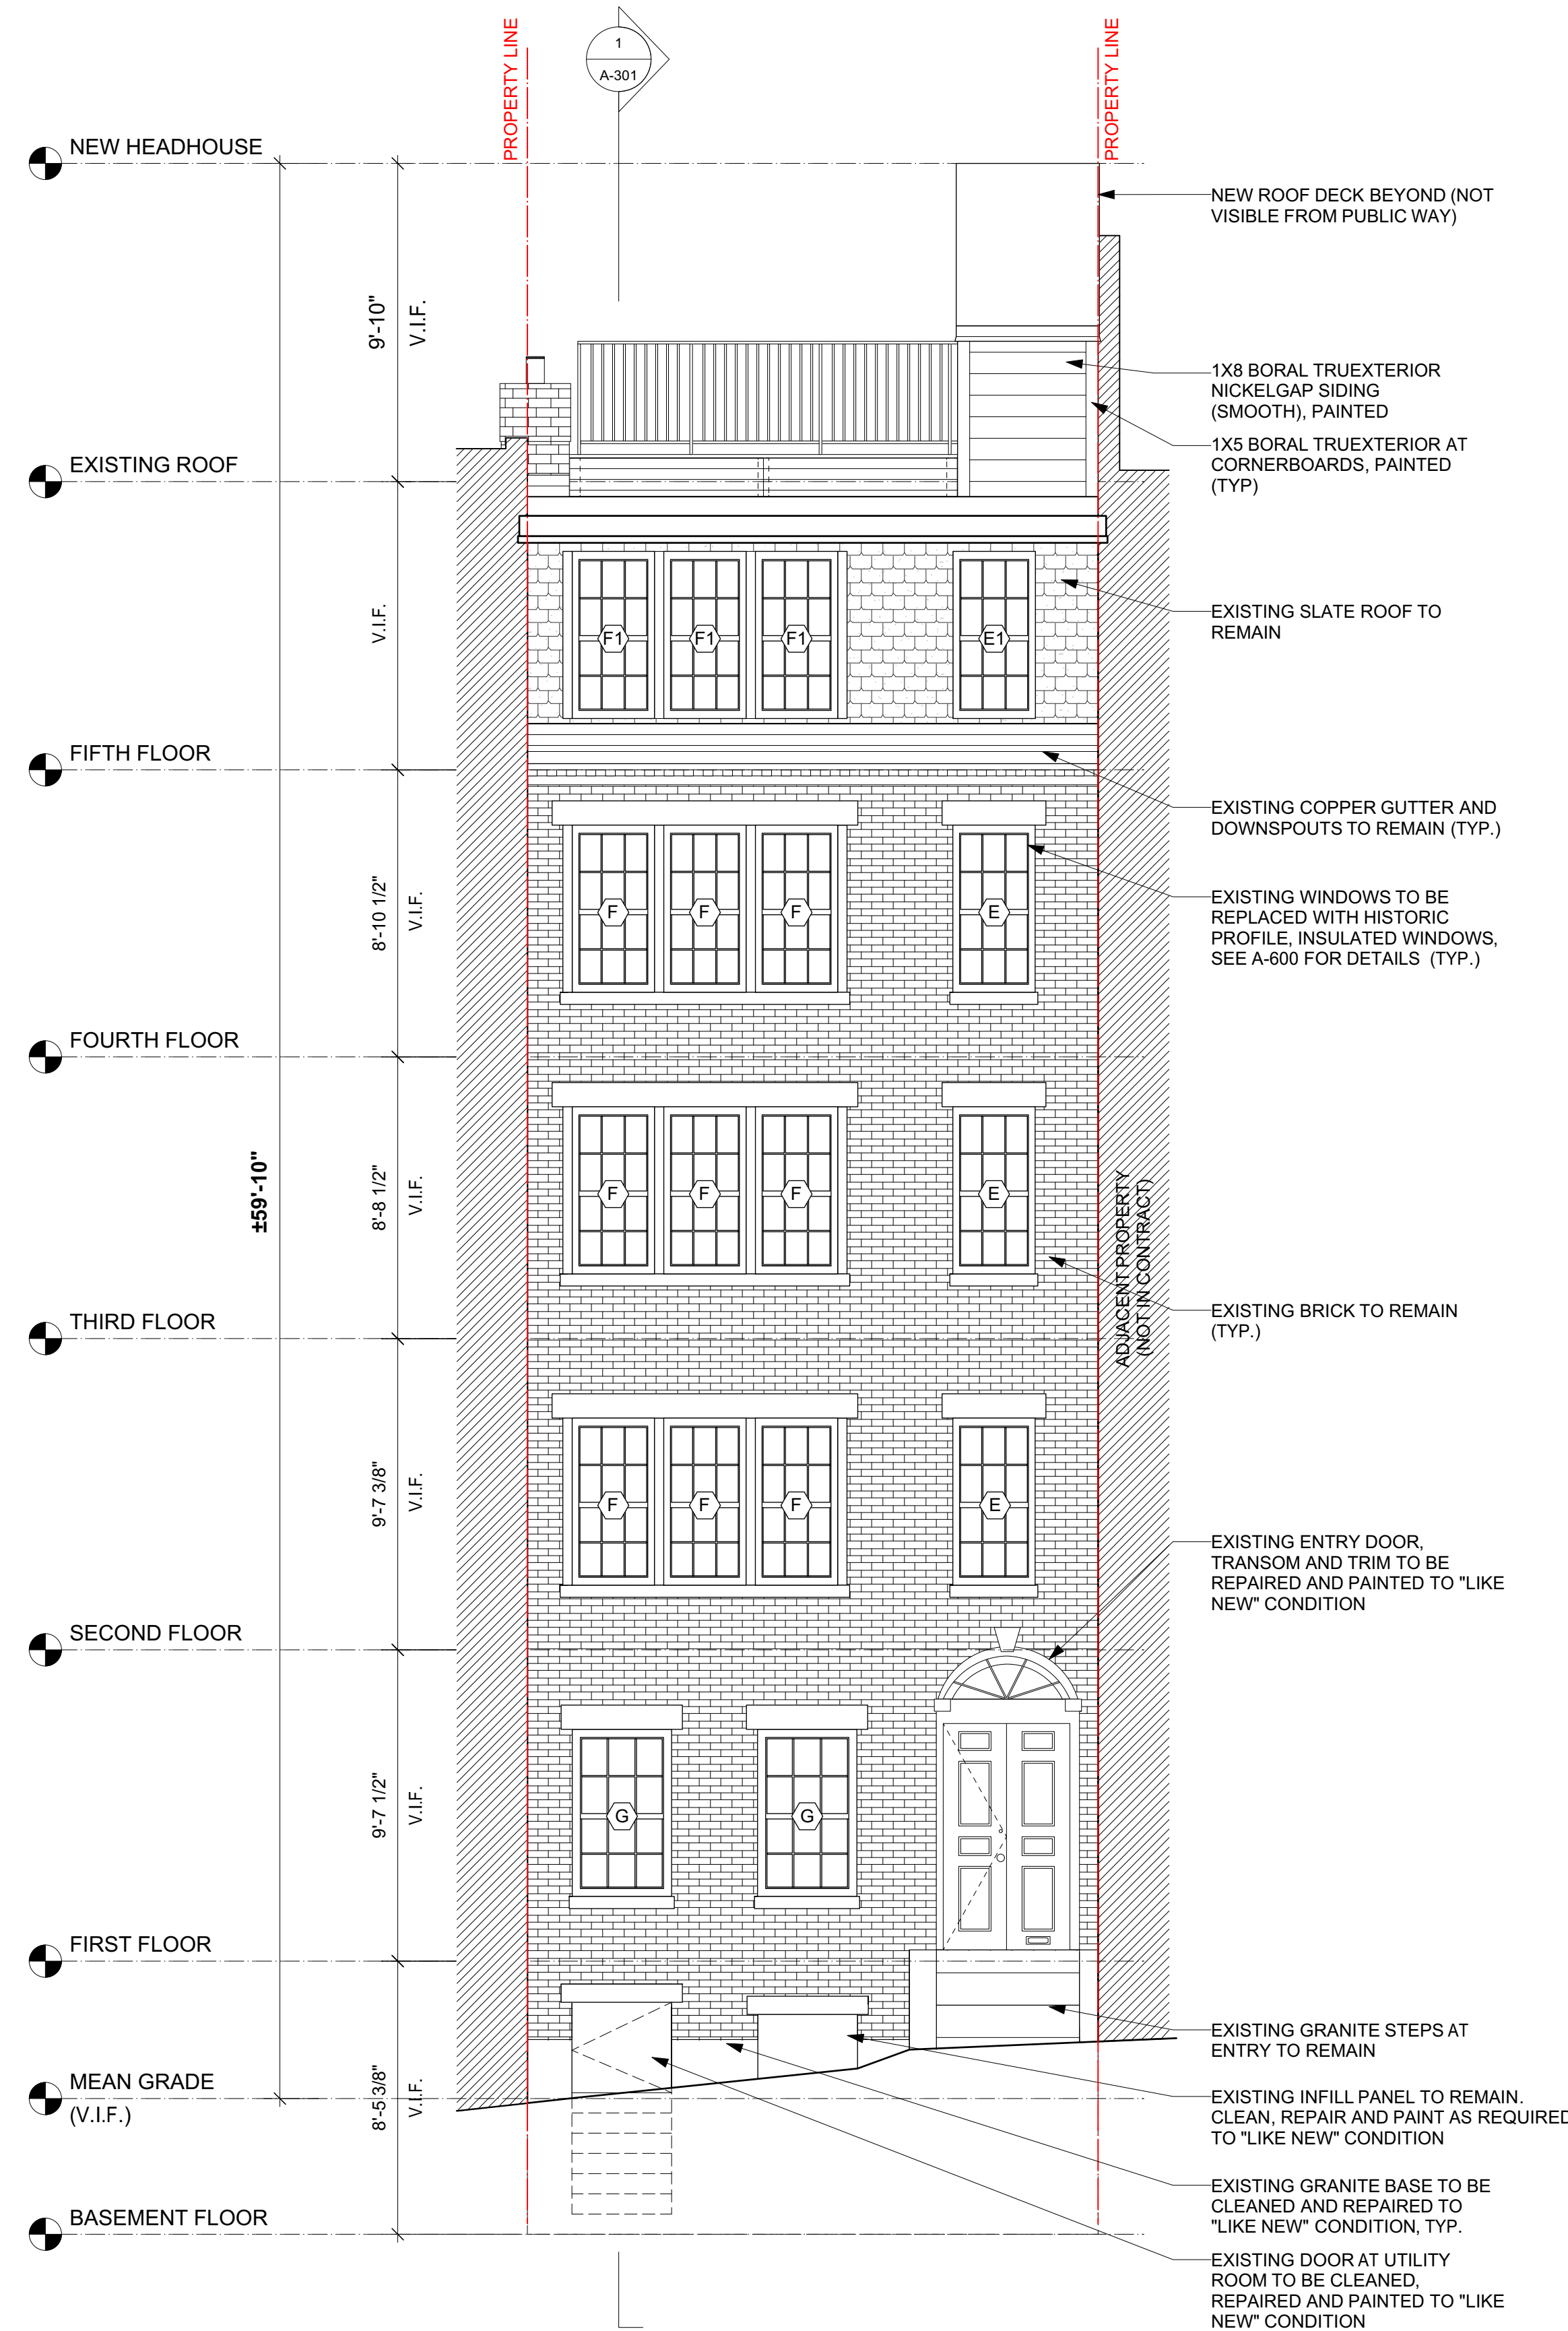 PROPERTY LINE
1
A-301
PROPERTY LINE
NEW HEADHOUSE
NEW ROOF DECK BEYOND (NOT
VISIBLE FROM PUBLIC WAY)
9'-10"
V.I.F.
1X8 BORAL TRUEXTERIOR
NICKELGAP SIDING
(SMOOTH), PAINTED
1X5 BORAL TRUEXTERIOR AT
CORNERBOARDS, PAINTED
(TYP)
EXISTING ROOF
V.I.F.
F1
F1
F1
E1
EXISTING SLATE ROOF TO
REMAIN
FIFTH FLOOR
EXISTING COPPER GUTTER AND
DOWNSPOUTS TO REMAIN (TYP.)
8'-10 1/2"
V.I.F.
F
F
F
E
EXISTING WINDOWS TO BE
REPLACED WITH HISTORIC
PROFILE, INSULATED WINDOWS,
SEE A-600 FOR DETAILS (TYP.)
FOURTH FLOOR
±59'-10"
8'-8 1/2"
V.I.F.
F
F
F
E
ADJACENT PROPERTY
(NOT IN CONTRACT)
EXISTING BRICK TO REMAIN
(TYP.)
THIRD FLOOR
9'-7 3/8"
V.I.F.
F
F
F
E
EXISTING ENTRY DOOR,
TRANSOM AND TRIM TO BE
REPAIRED AND PAINTED TO "LIKE
NEW" CONDITION
SECOND FLOOR
9'-7 1/2"
V.I.F.
G
G
FIRST FLOOR
EXISTING GRANITE STEPS AT
ENTRY TO REMAIN
MEAN GRADE
(V.I.F.)
8'-5 3/8"
V.I.F.
EXISTING INFILL PANEL TO REMAIN.
CLEAN, REPAIR AND PAINT AS REQUIRED
TO "LIKE NEW" CONDITION
EXISTING GRANITE BASE TO BE
CLEANED AND REPAIRED TO
"LIKE NEW" CONDITION, TYP.
BASEMENT FLOOR
EXISTING DOOR AT UTILITY
ROOM TO BE CLEANED,
REPAIRED AND PAINTED TO "LIKE
NEW" CONDITION